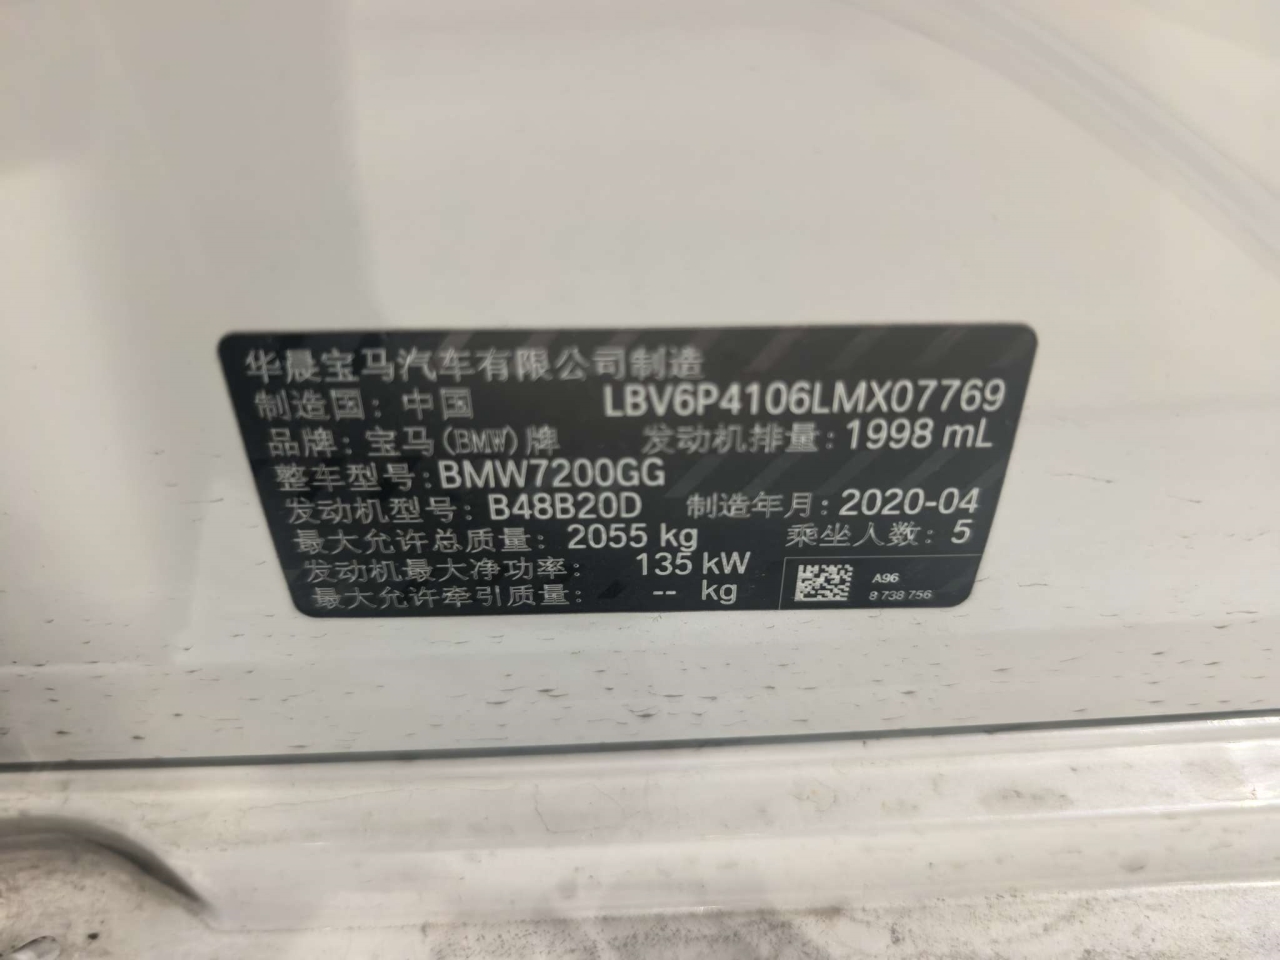 华晨宝马汽车有限公司制造
制造国：中国 LBV6P4106LMX07769
品牌：宝马(BMW)牌 发动机排量：1998 mL
整车型号：BMW7200GG
发动机型号：B48B20D 制造年月：2020-04
最大允许总质量：2055 kg 乘坐人数：5
发动机最大净功率：135 kW
最大允许牵引质量：-- kg
A96
8 738 756